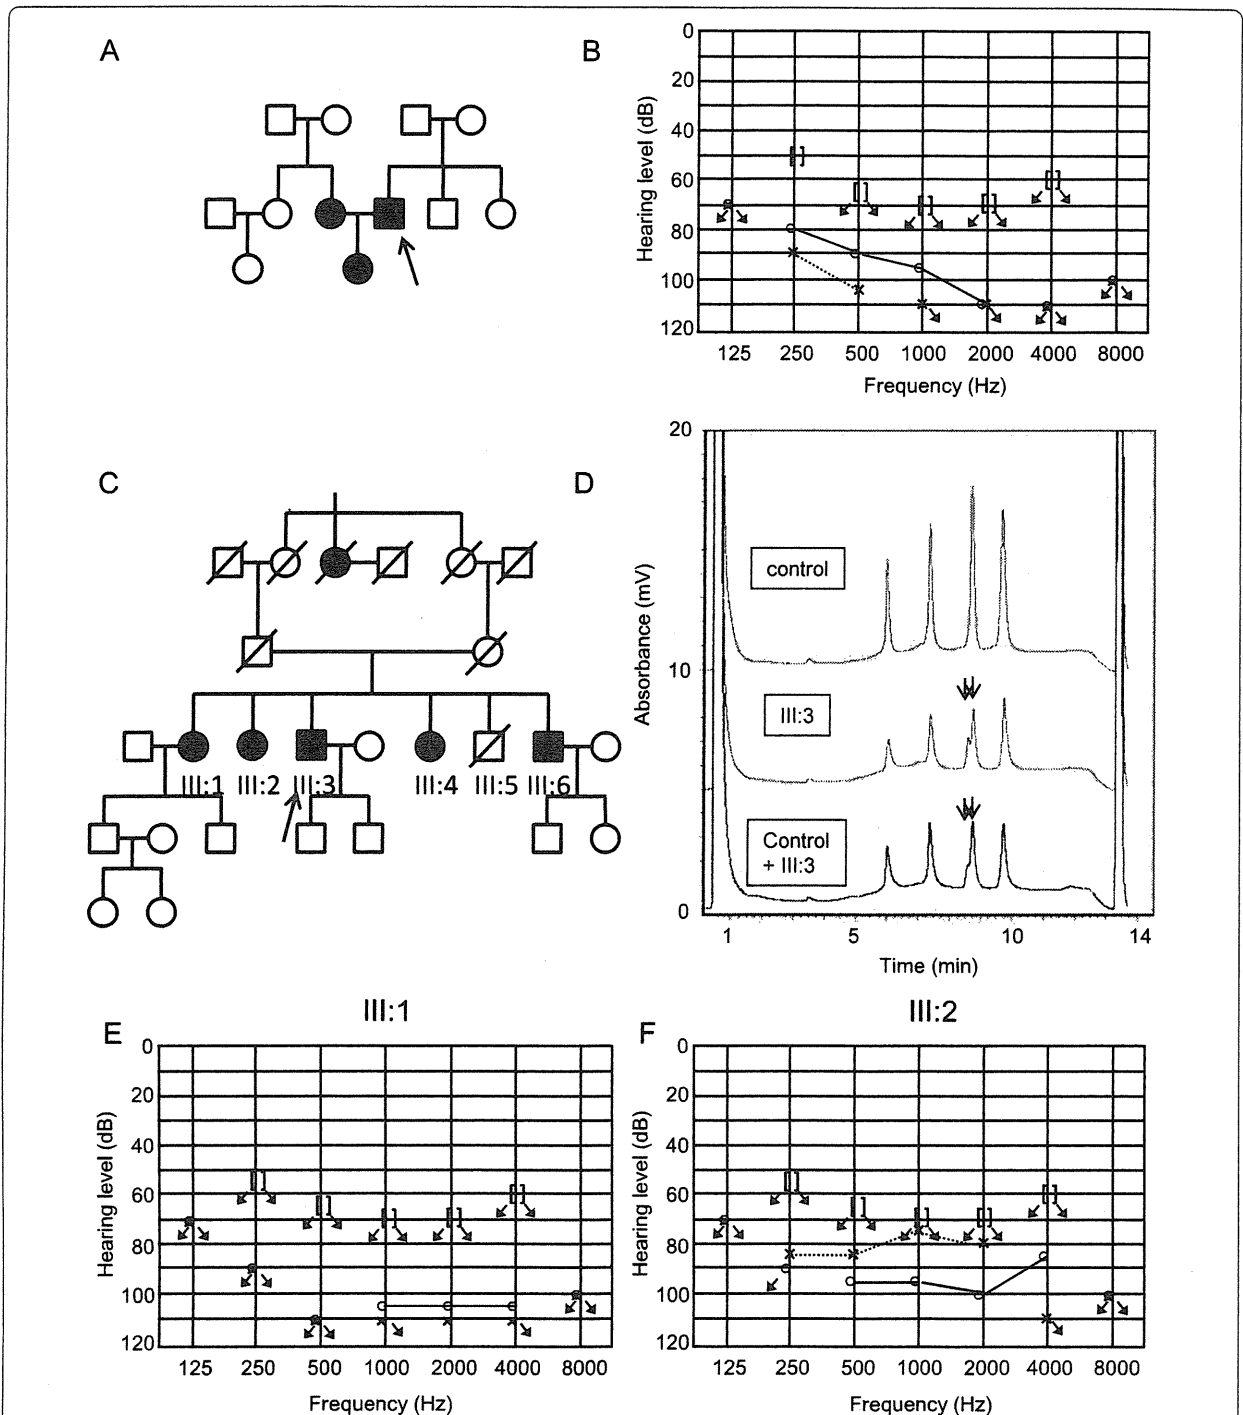 A
B
0
20
40
60
80
100
120
Hearing level (dB)
125 250 500 1000 2000 4000 8000
Frequency (Hz)
C
III:1 III:2 III:3 III:4 III:5 III:6
D
20
10
0
Absorbance (mV)
control
III:3
Control
+ III:3
1 5 10 14
Time (min)
III:1
E
0
20
40
60
80
100
120
Hearing level (dB)
125 250 500 1000 2000 4000 8000
Frequency (Hz)
III:2
F
0
20
40
60
80
100
120
Hearing level (dB)
125 250 500 1000 2000 4000 8000
Frequency (Hz)